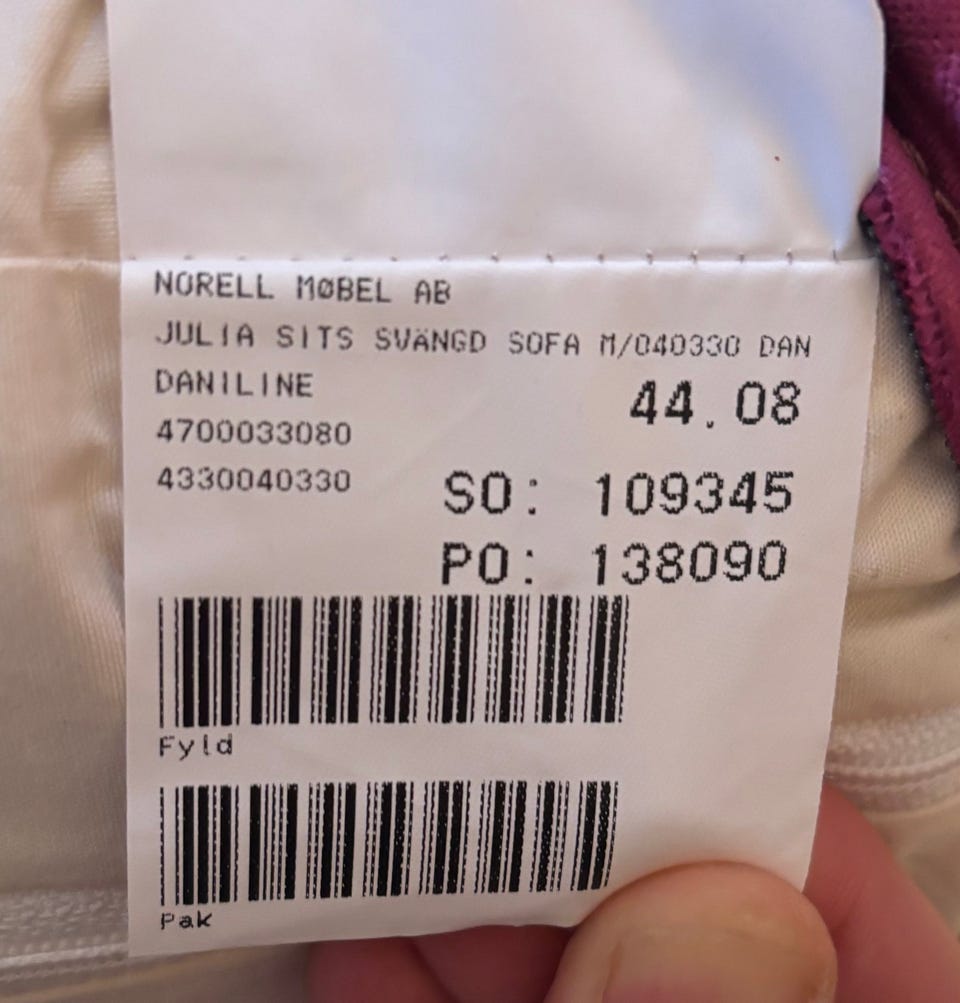 NORELL MØBEL AB
JULIA SITS SVÄNGD SOFA M/040330 DAN
DANILINE
44.08
4700033080
4330040330
SO: 109345
PO: 138090
Fyld
Pak